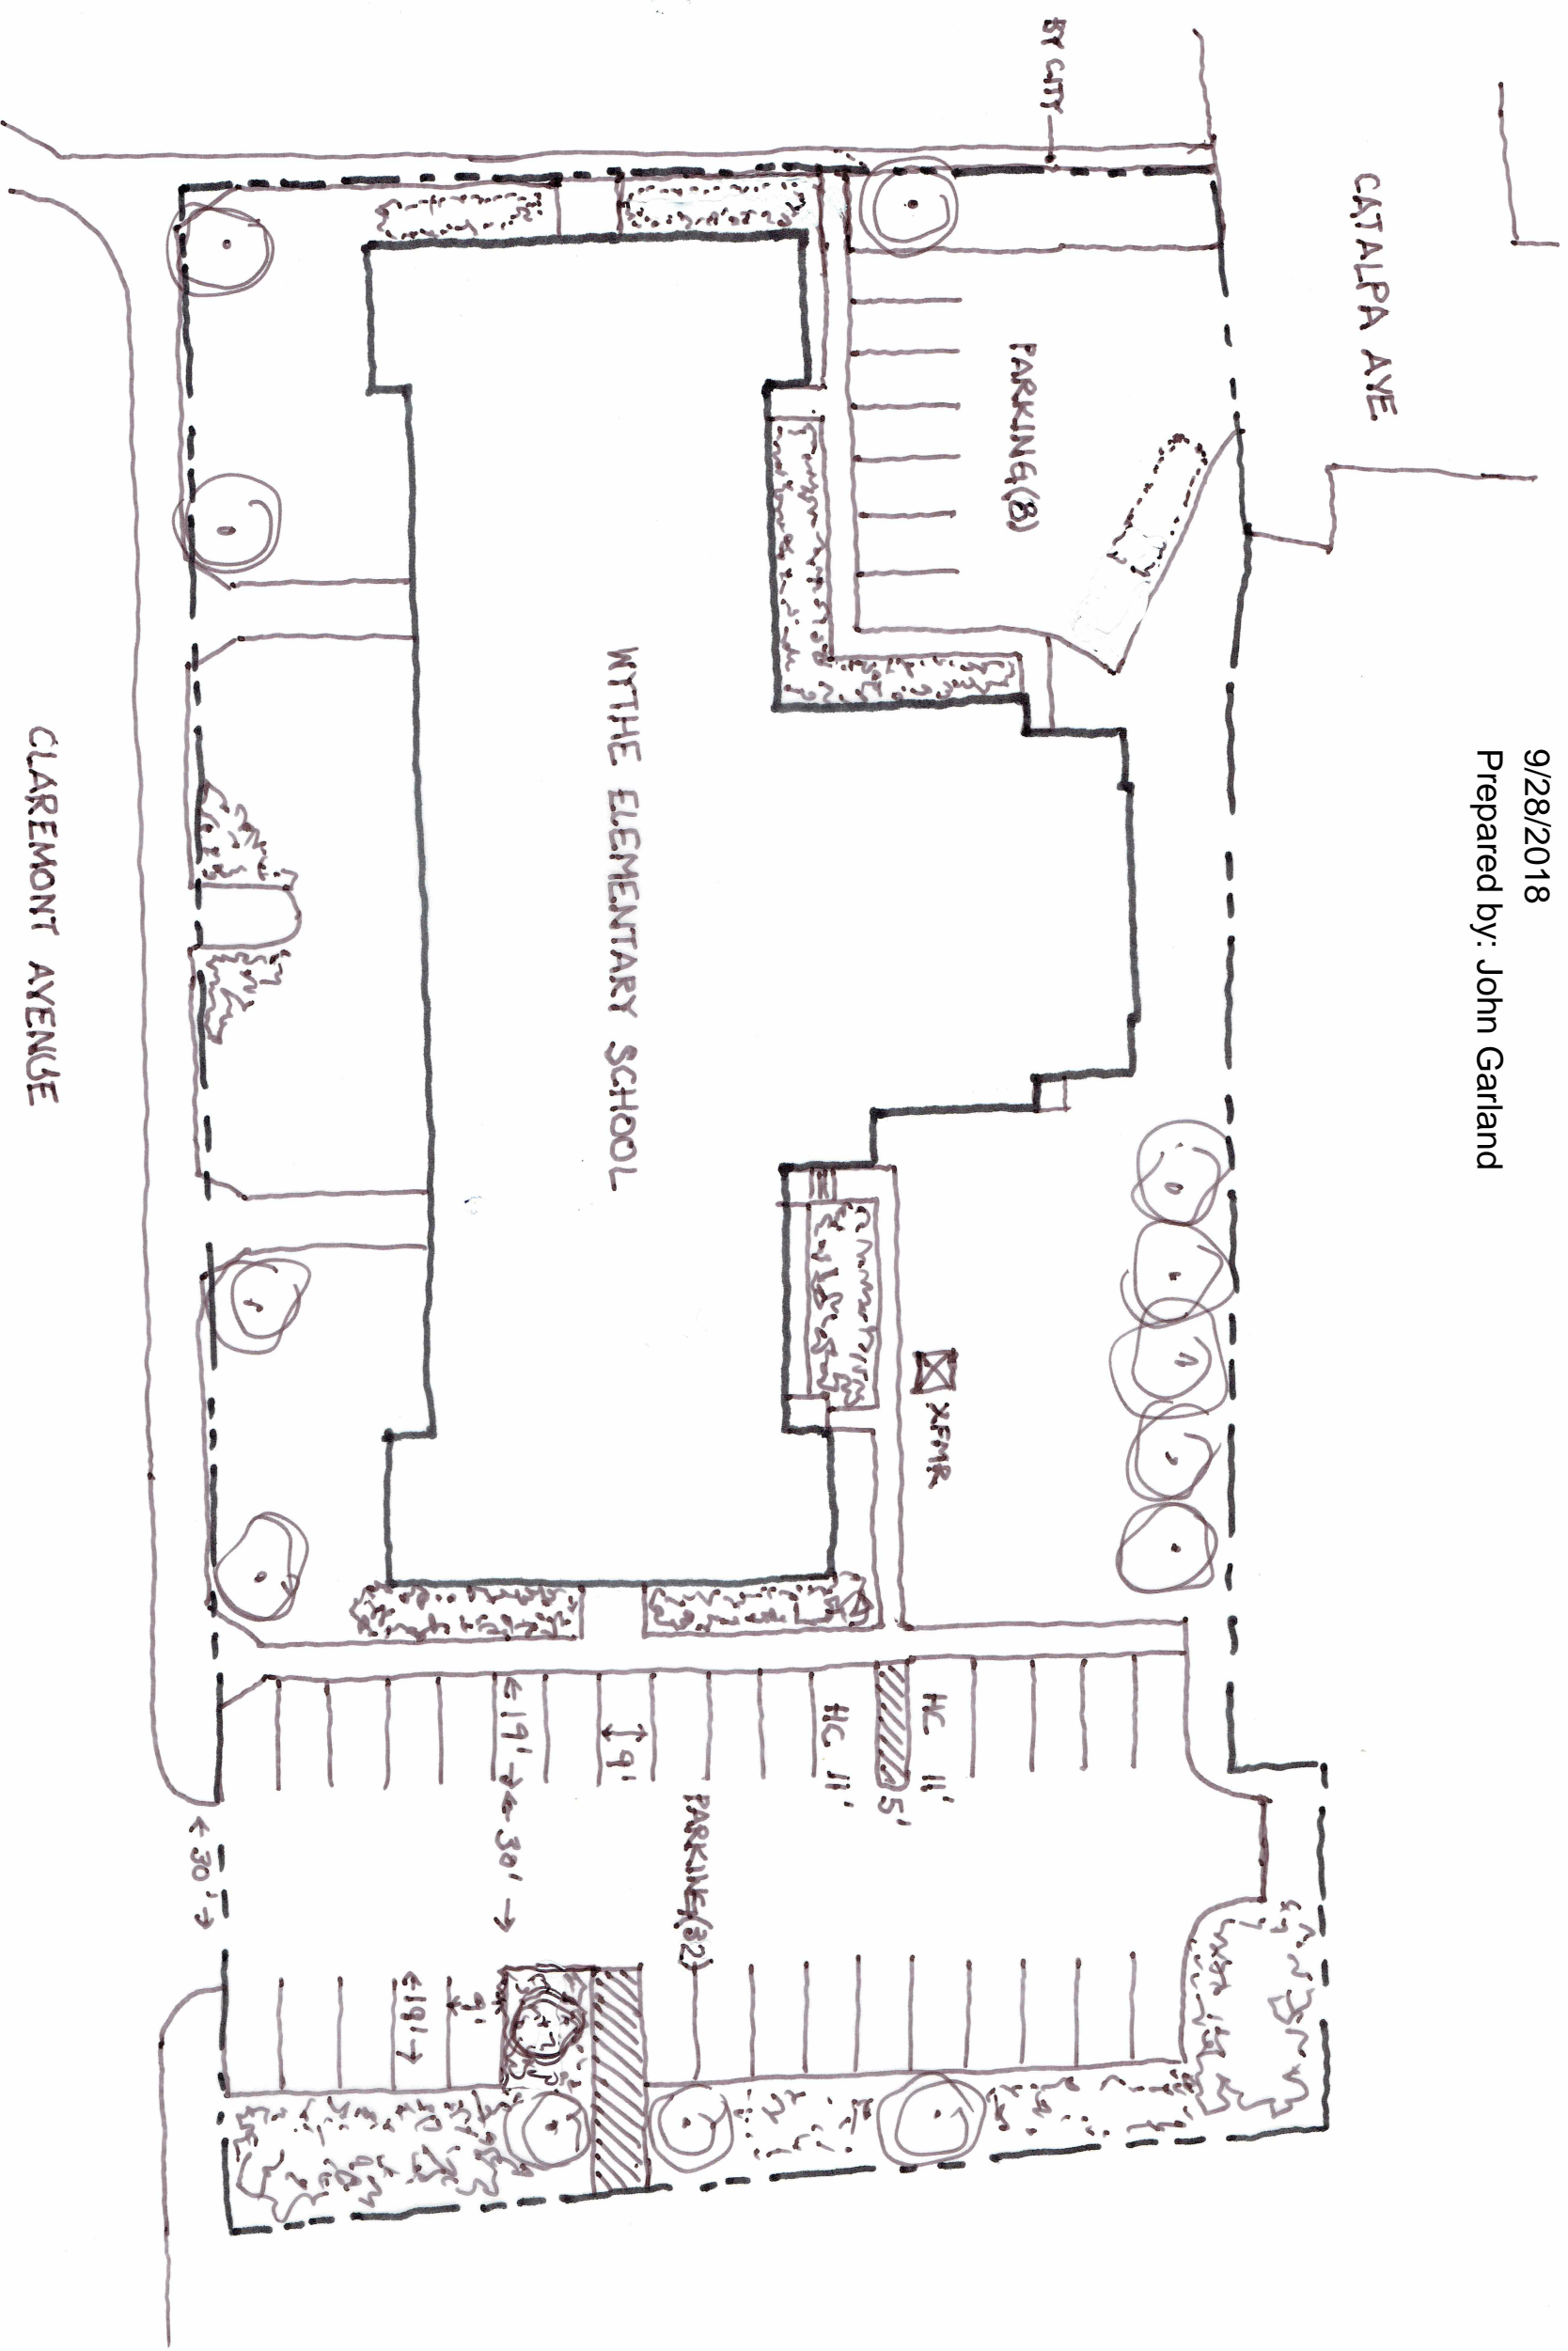 9/28/2018
Prepared by: John Garland
CATALPA AVE.
BY CITY
PARKING (8)
WYTHE ELEMENTARY SCHOOL
XFMR
HC 11'
5'
HC 11'
9'
19'
30'
PARKING (32)
30'
9'
19'
CLAREMONT AVENUE